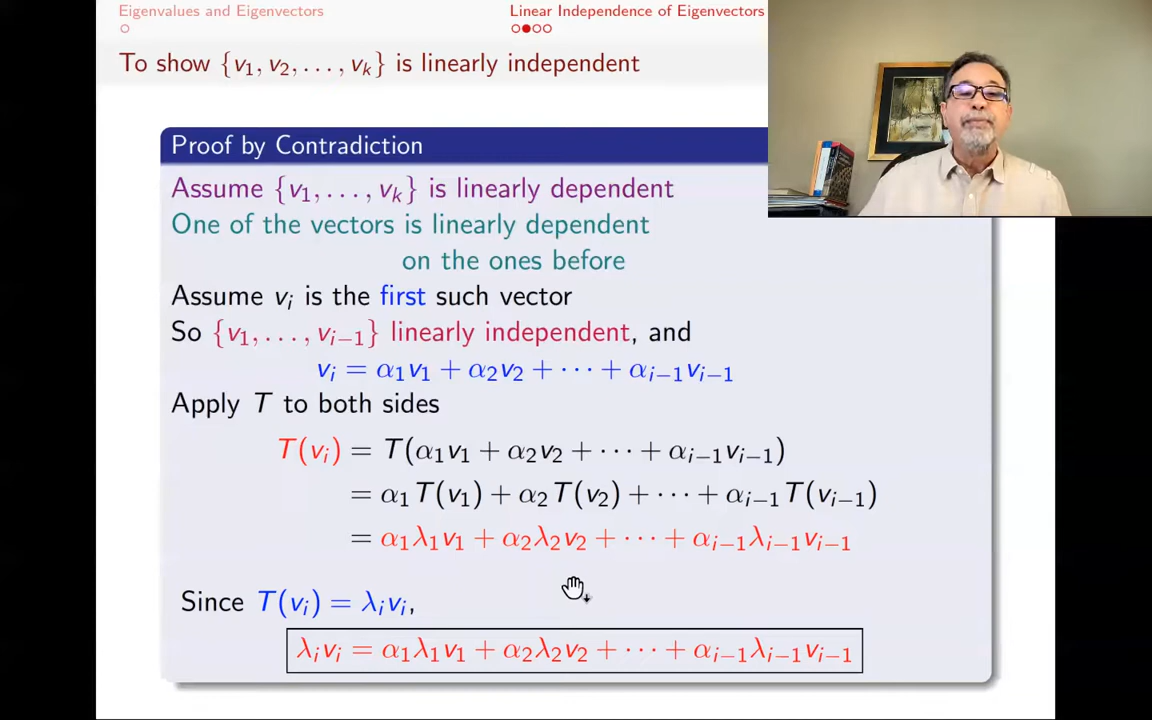 Eigenvalues and Eigenvectors
Linear Independence of Eigenvectors
To show {v₁, v₂, . . . , vₖ} is linearly independent
Proof by Contradiction
Assume {v₁, . . . , vₖ} is linearly dependent
One of the vectors is linearly dependent
on the ones before
Assume vᵢ is the first such vector
So {v₁, . . . , vᵢ₋₁} linearly independent, and
vᵢ = α₁v₁ + α₂v₂ + · · · + αᵢ₋₁vᵢ₋₁
Apply T to both sides
T(vᵢ) = T(α₁v₁ + α₂v₂ + · · · + αᵢ₋₁vᵢ₋₁)
= α₁T(v₁) + α₂T(v₂) + · · · + αᵢ₋₁T(vᵢ₋₁)
= α₁λ₁v₁ + α₂λ₂v₂ + · · · + αᵢ₋₁λᵢ₋₁vᵢ₋₁
Since T(vᵢ) = λᵢvᵢ,
λᵢvᵢ = α₁λ₁v₁ + α₂λ₂v₂ + · · · + αᵢ₋₁λᵢ₋₁vᵢ₋₁